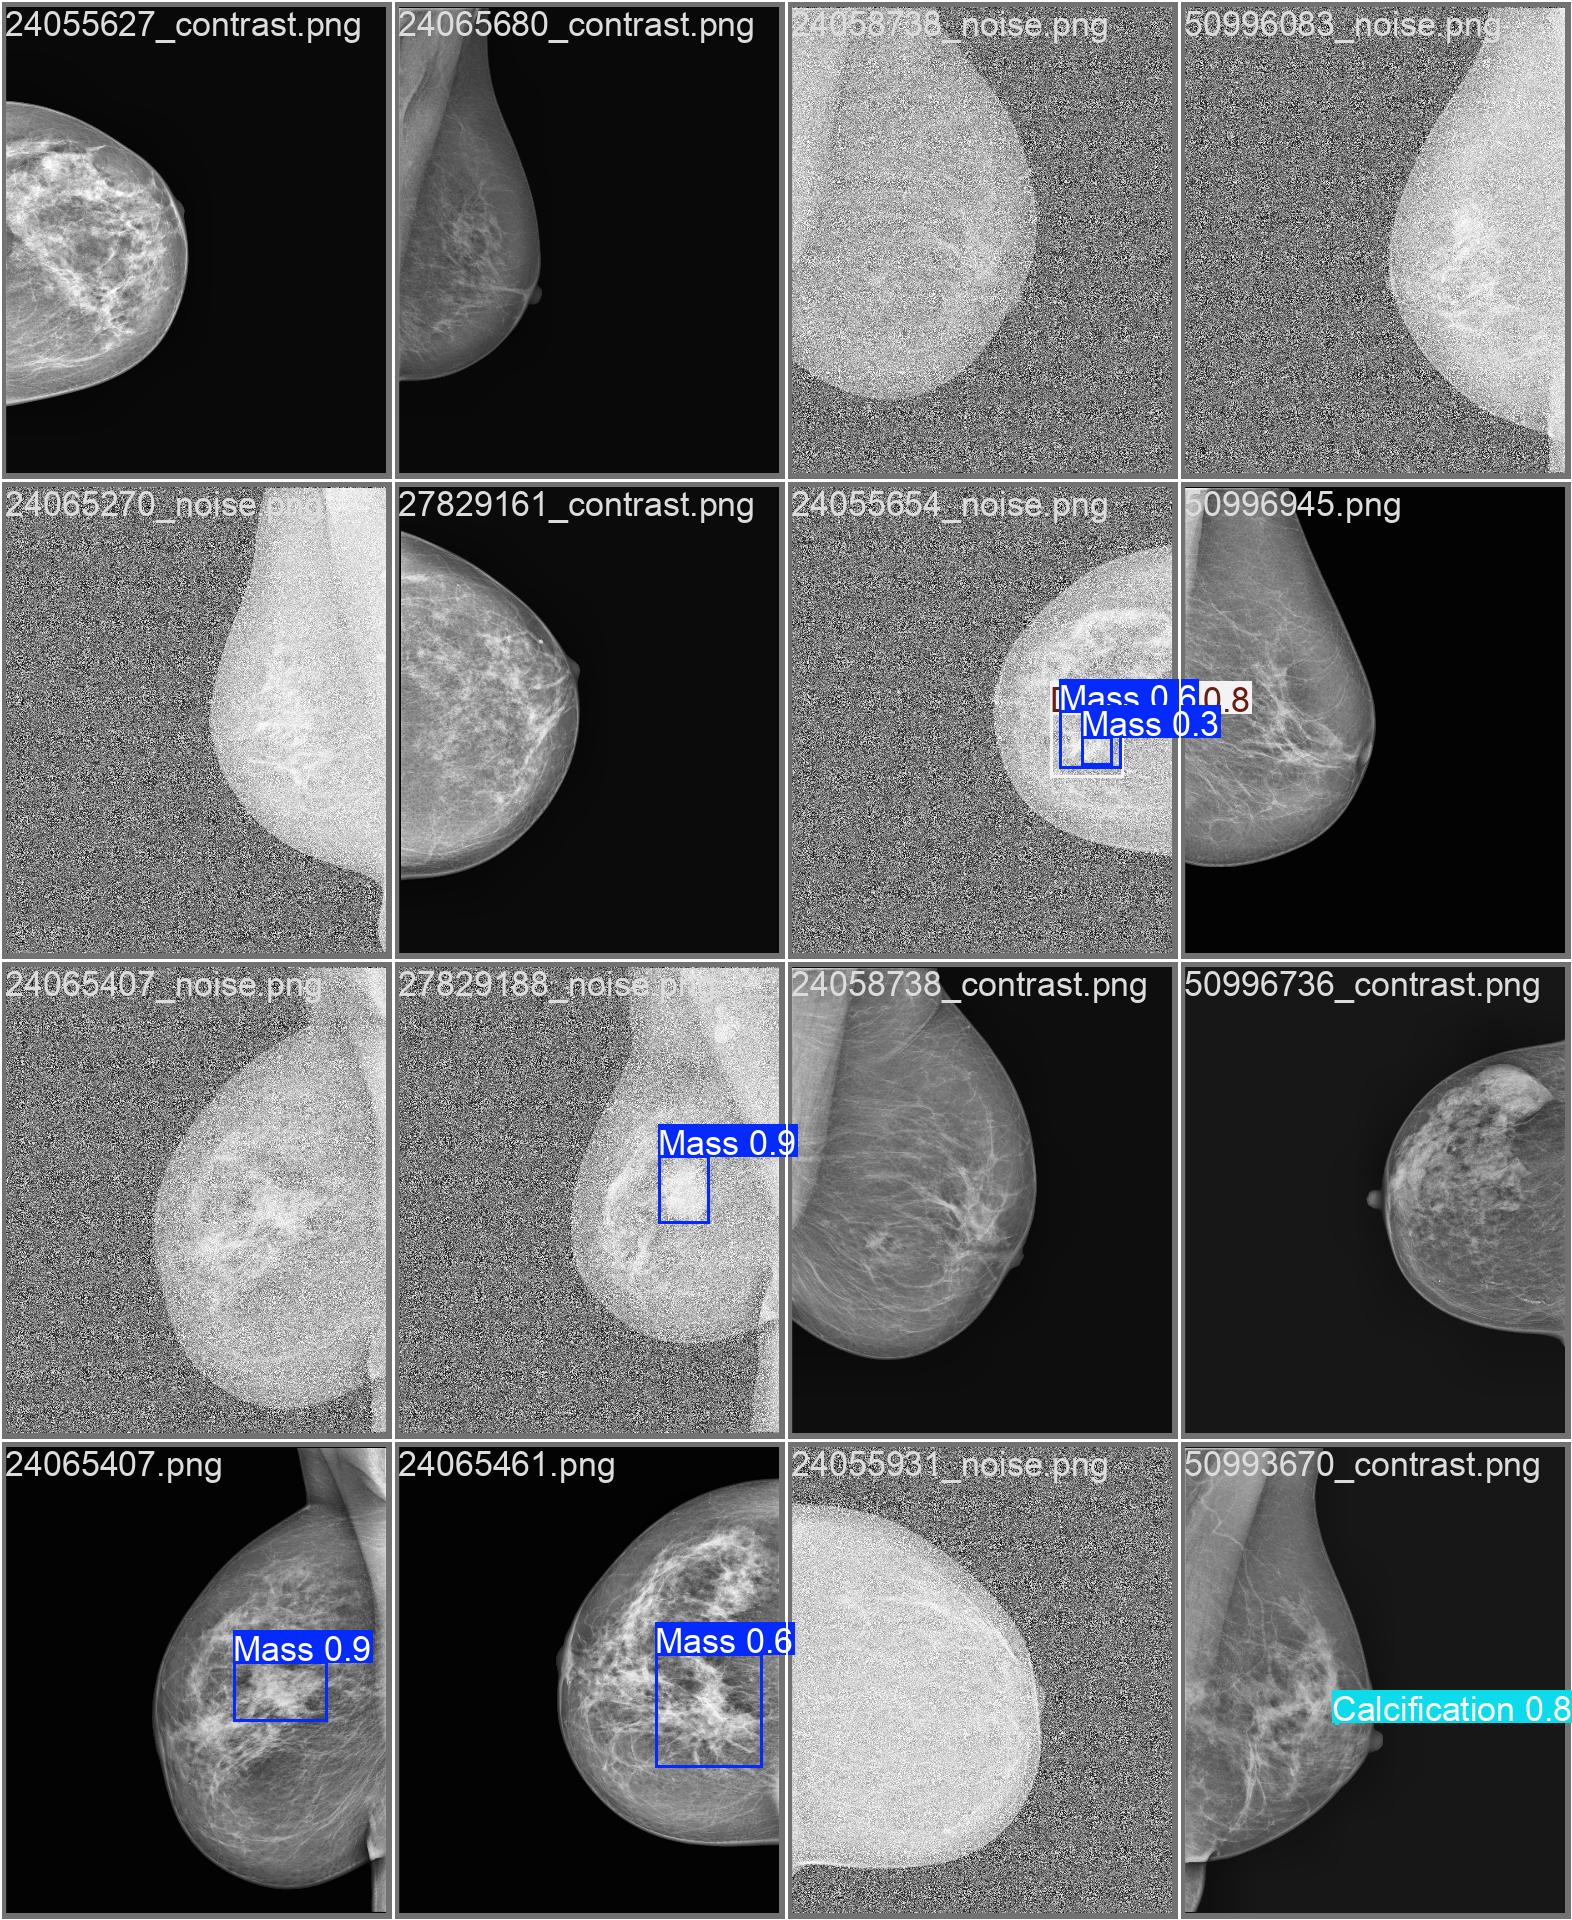 24055627_contrast.png
24065680_contrast.png
24058738_noise.png
50996083_noise.png
24065270_noise.png
27829161_contrast.png
24055654_noise.png
50996945.png
0.8
Mass 0.6
Mass 0.3
24065407_noise.png
27829188_noise.png
24058738_contrast.png
50996736_contrast.png
Mass 0.9
24065407.png
24065461.png
24055931_noise.png
50993670_contrast.png
Mass 0.9
Mass 0.6
Calcification 0.8